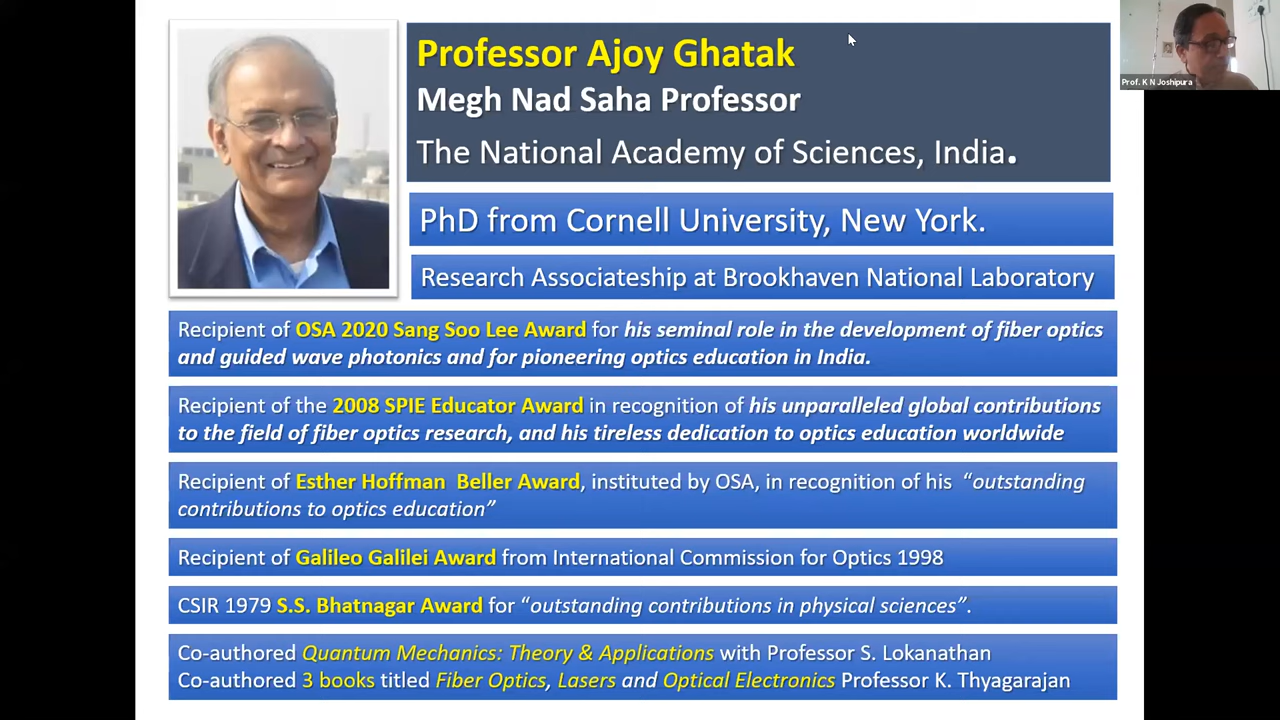 Professor Ajoy Ghatak
Megh Nad Saha Professor
The National Academy of Sciences, India.
PhD from Cornell University, New York.
Research Associateship at Brookhaven National Laboratory
Recipient of OSA 2020 Sang Soo Lee Award for his seminal role in the development of fiber optics
and guided wave photonics and for pioneering optics education in India.
Recipient of the 2008 SPIE Educator Award in recognition of his unparalleled global contributions
to the field of fiber optics research, and his tireless dedication to optics education worldwide
Recipient of Esther Hoffman Beller Award, instituted by OSA, in recognition of his “outstanding
contributions to optics education”
Recipient of Galileo Galilei Award from International Commission for Optics 1998
CSIR 1979 S.S. Bhatnagar Award for “outstanding contributions in physical sciences”.
Co-authored Quantum Mechanics: Theory & Applications with Professor S. Lokanathan
Co-authored 3 books titled Fiber Optics, Lasers and Optical Electronics Professor K. Thyagarajan
Prof. K N Joshipura